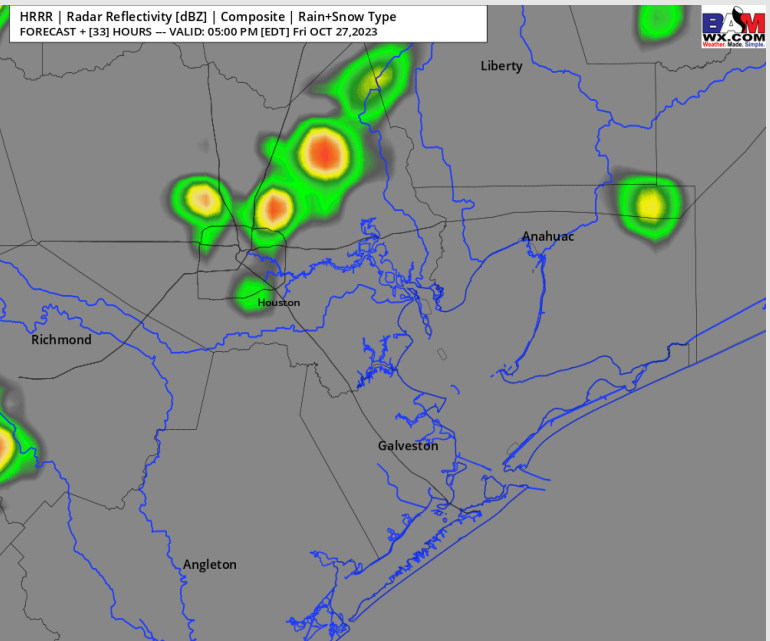 HRRR | Radar Reflectivity [dBZ] | Composite | Rain+Snow Type
FORECAST + [33] HOURS --- VALID: 05:00 PM [EDT] Fri OCT 27,2023
BAM
WX.COM
Weather. Made. Simple.
Liberty
Anahuac
Houston
Richmond
Galveston
Angleton